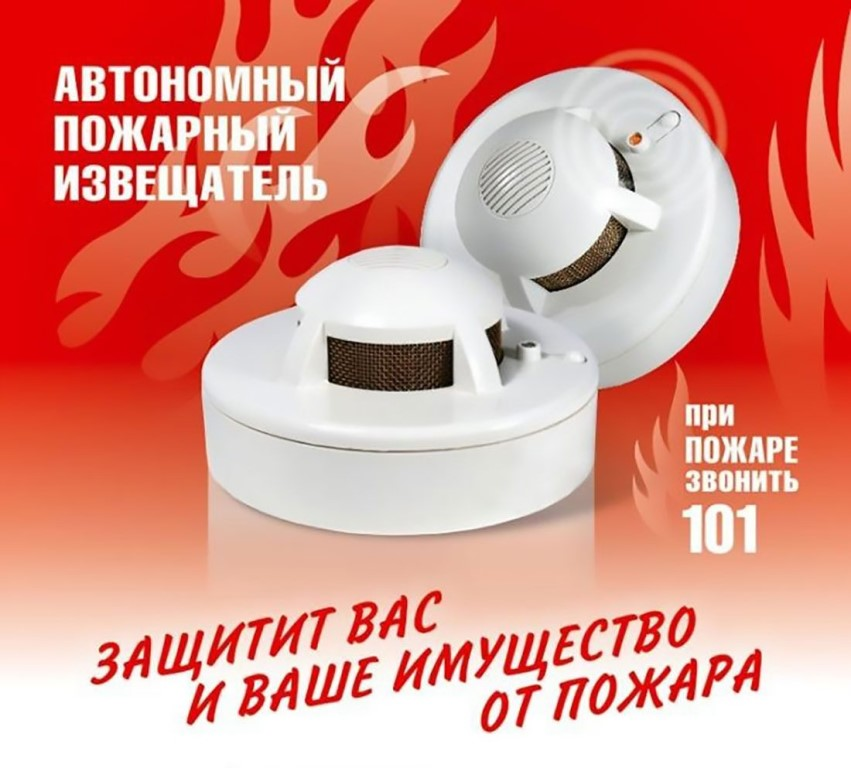 АВТОНОМНЫЙ
ПОЖАРНЫЙ
ИЗВЕЩАТЕЛЬ
при
ПОЖАРЕ
звонить
101
ЗАЩИТИТ ВАС
И ВАШЕ ИМУЩЕСТВО
ОТ ПОЖАРА